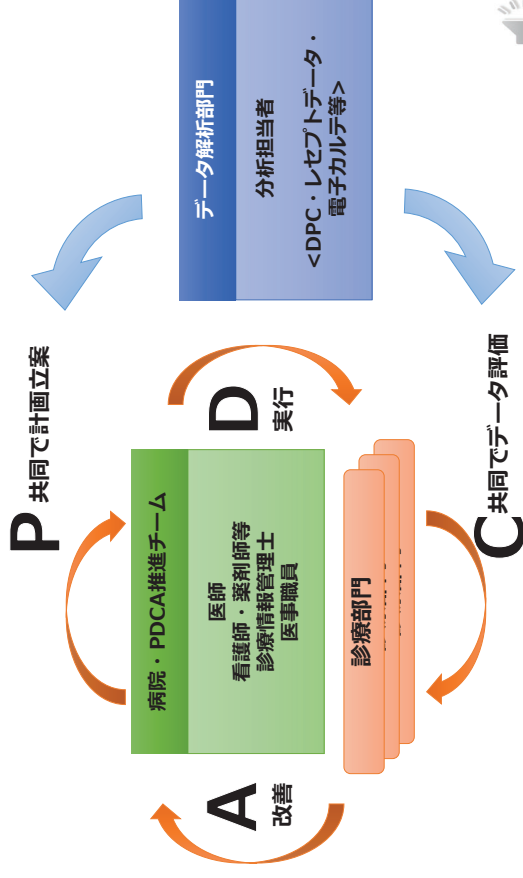 P 共同で計画立案
病院・PDCA推進チーム
医師
看護師・薬剤師等
診療情報管理士
医事職員
A
改善
D
実行
診療部門
C 共同でデータ評価
データ解析部門
分析担当者
<DPC・レセプトデータ・
電子カルテ等>